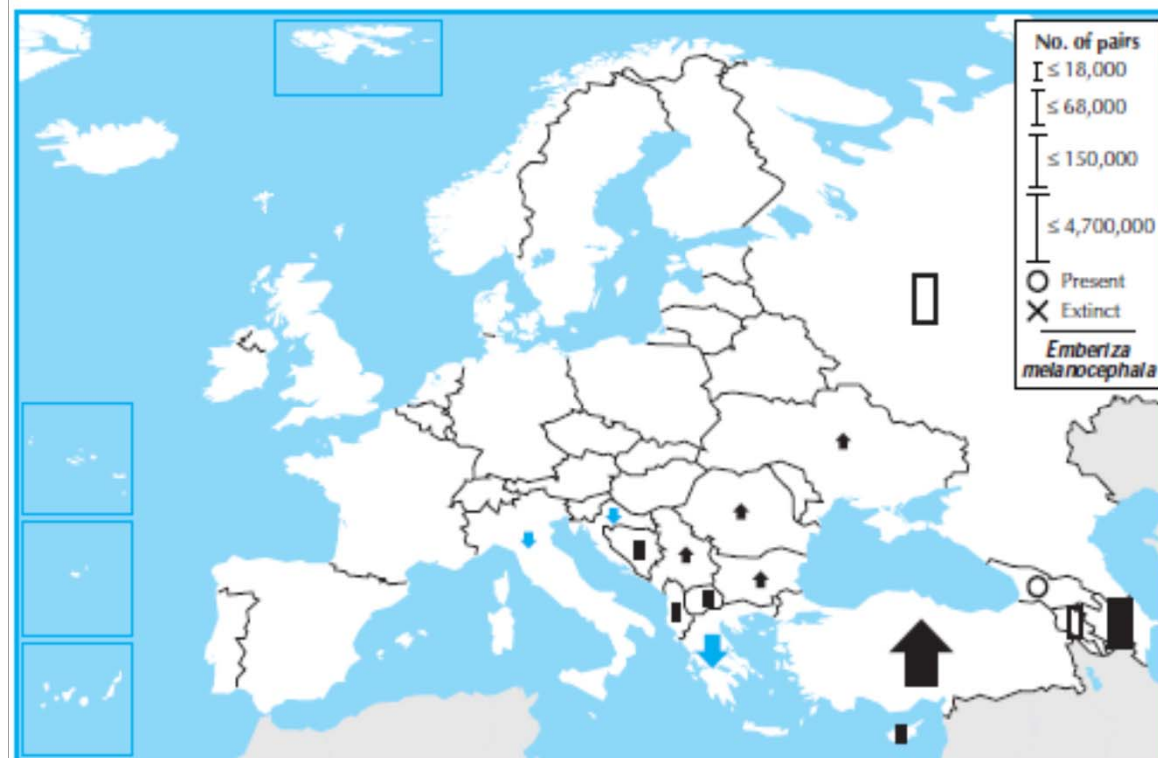 No. of pairs
≤ 18,000
≤ 68,000
≤ 150,000
≤ 4,700,000
Present
Extinct
Emberiza
melanocephala